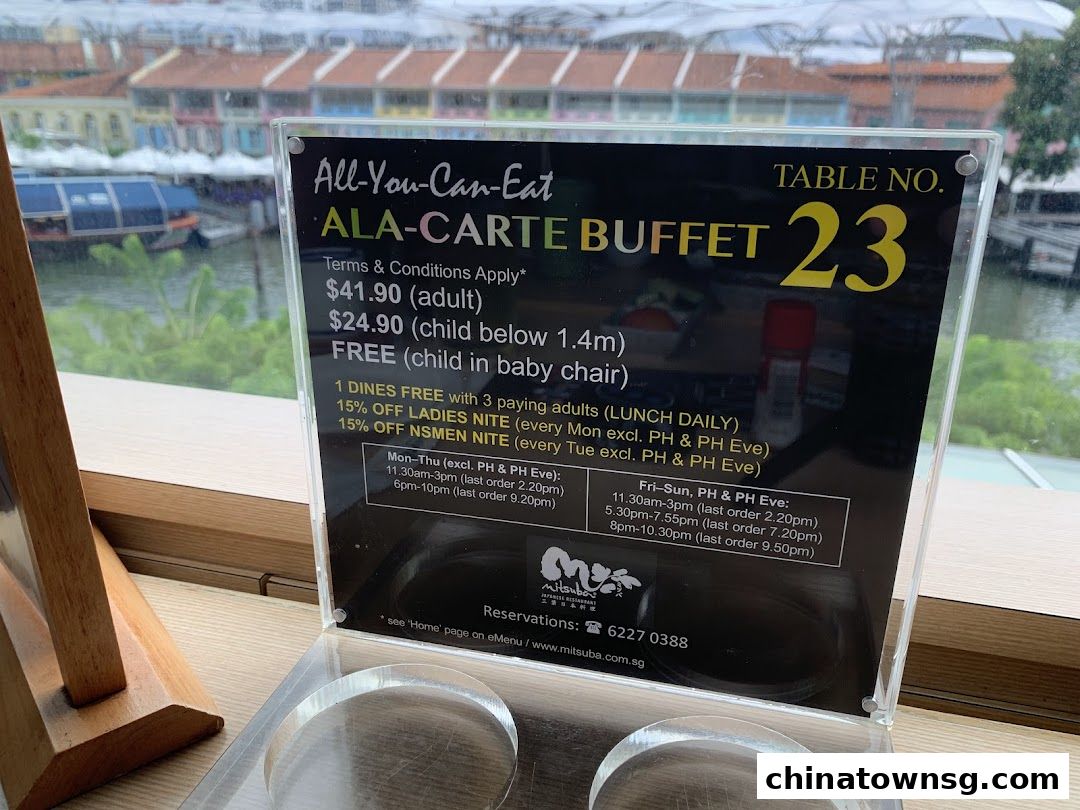 All-You-Can-Eat
ALA-CARTE BUFFET
TABLE NO.
23
Terms & Conditions Apply*
$41.90 (adult)
$24.90 (child below 1.4m)
FREE (child in baby chair)
1 DINES FREE with 3 paying adults (LUNCH DAILY)
15% OFF LADIES NITE (every Mon excl. PH & PH Eve)
15% OFF NSMEN NITE (every Tue excl. PH & PH Eve)
Mon–Thu (excl. PH & PH Eve):
11.30am-3pm (last order 2.20pm)
6pm-10pm (last order 9.20pm)
Fri–Sun, PH & PH Eve:
11.30am-3pm (last order 2.20pm)
5.30pm-7.55pm (last order 7.20pm)
8pm-10.30pm (last order 9.50pm)
mitsuba
JAPANESE RESTAURANT
三葉日本料理
Reservations: ☎ 6227 0388
* see 'Home' page on eMenu / www.mitsuba.com.sg
chinatownsg.com